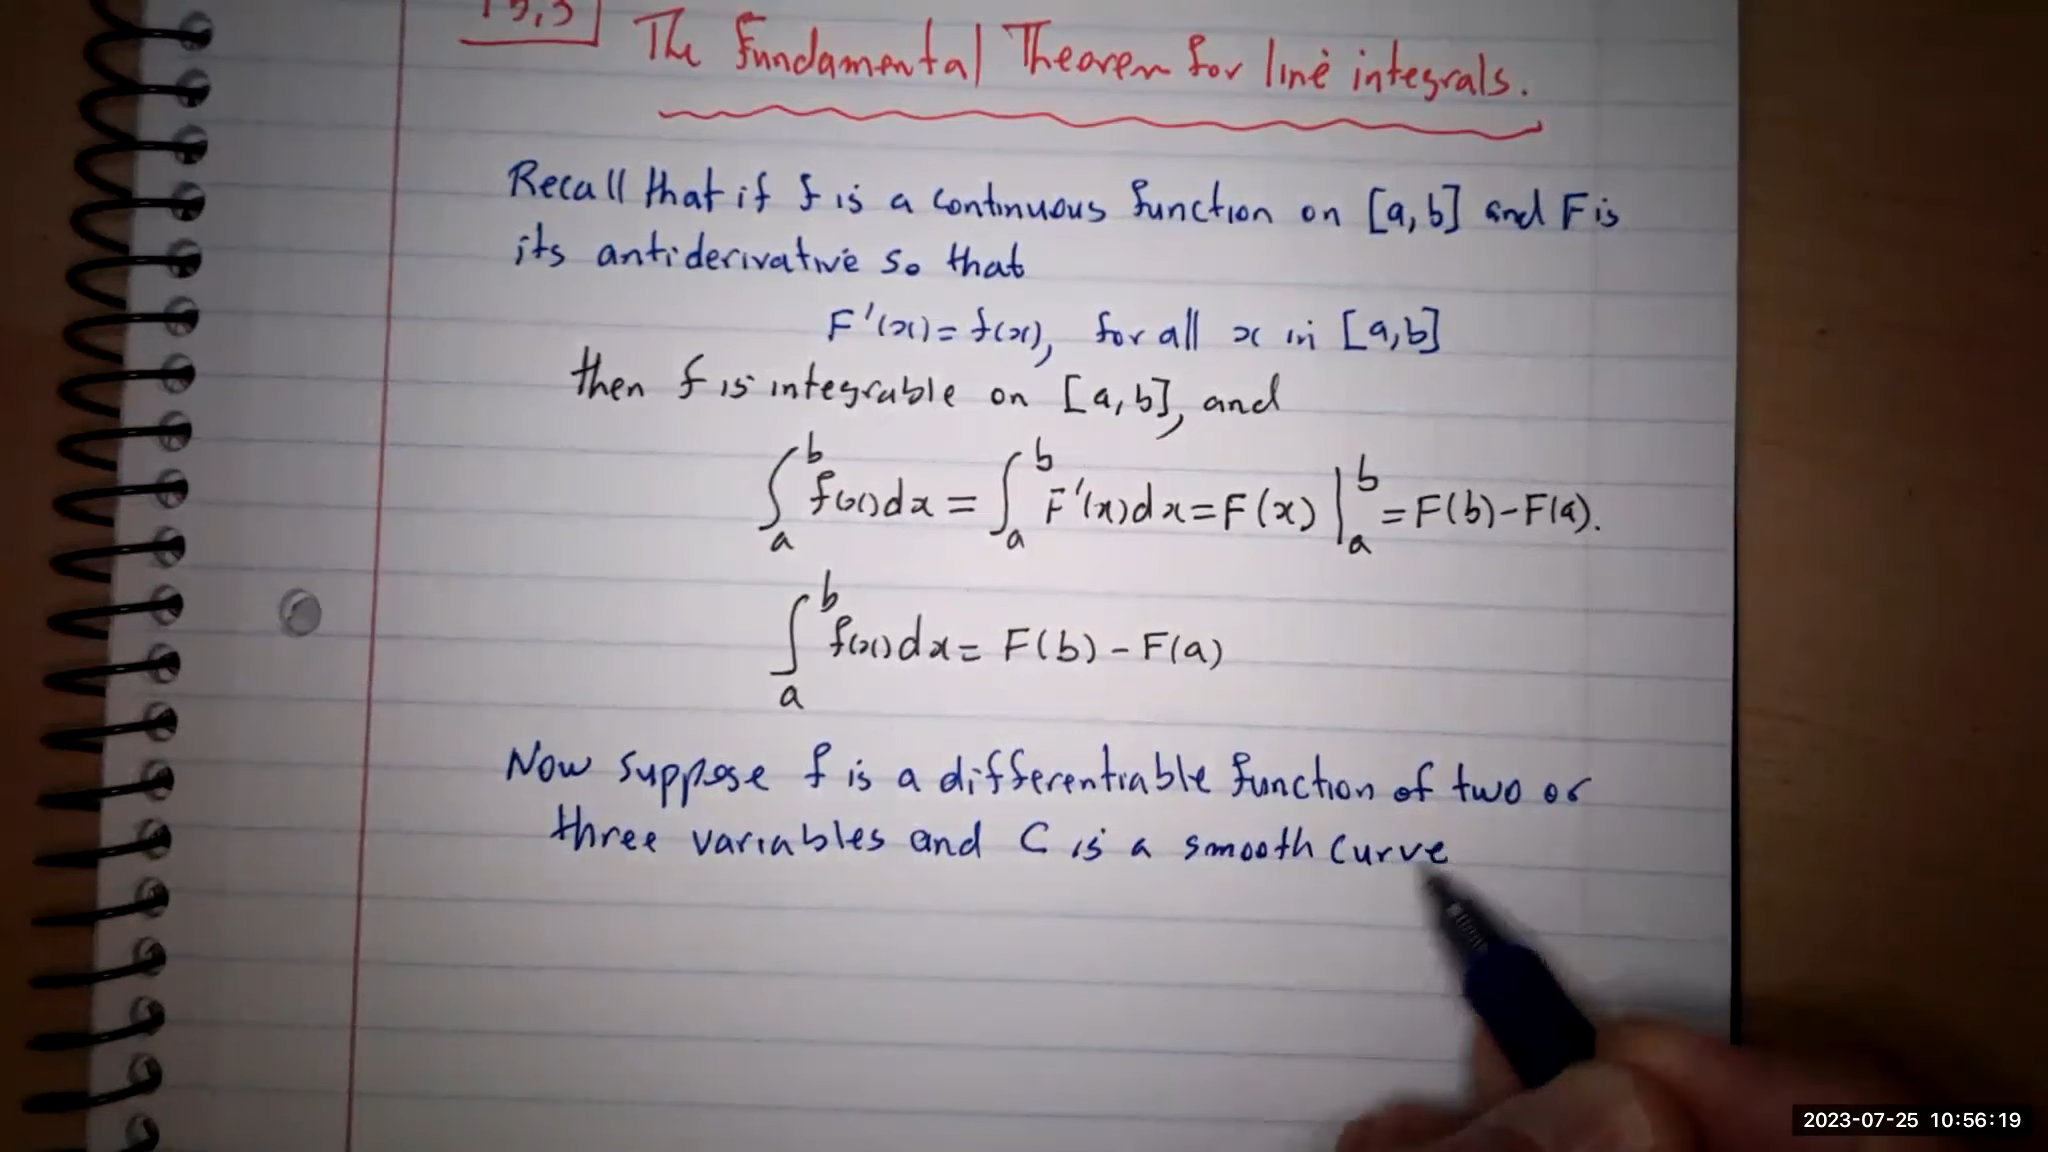 15.3 The Fundamental Theorem for line integrals.
Recall that if f is a continuous function on [a,b] and F is
its antiderivative so that
F'(x) = f(x), for all x in [a,b]
then f is integrable on [a,b], and
∫_a^b f(x)dx = ∫_a^b F'(x)dx = F(x)|_a^b = F(b)-F(a).
∫_a^b f(x)dx = F(b)-F(a)
Now suppose f is a differentiable function of two or
three variables and C is a smooth curve
2023-07-25 10:56:19